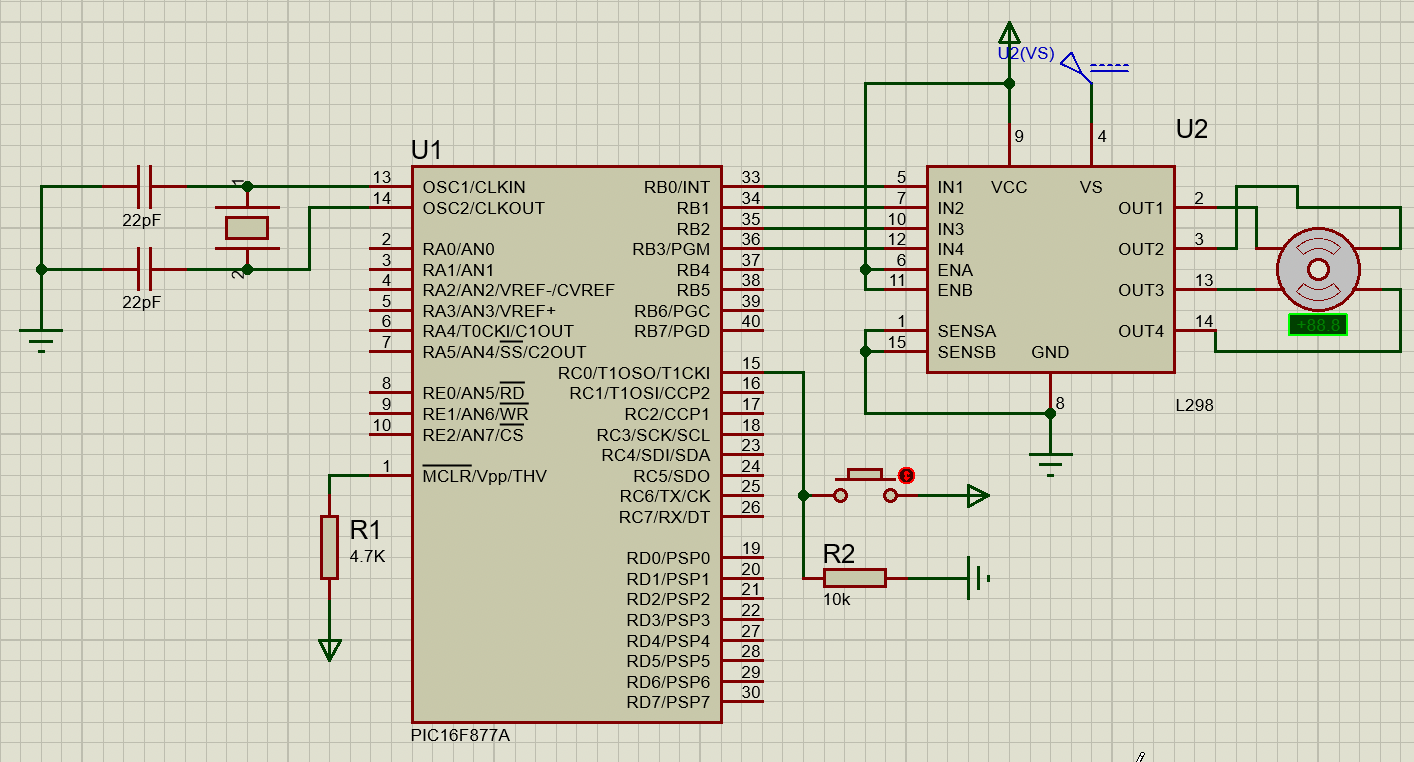 U2(VS)
9
4
U2
U1
13
OSC1/CLKIN
14
OSC2/CLKOUT
2
RA0/AN0
3
RA1/AN1
4
RA2/AN2/VREF-/CVREF
5
RA3/AN3/VREF+
6
RA4/T0CKI/C1OUT
7
RA5/AN4/SS/C2OUT
8
RE0/AN5/RD
9
RE1/AN6/WR
10
RE2/AN7/CS
1
MCLR/Vpp/THV
RB0/INT
33
RB1
34
RB2
35
RB3/PGM
36
RB4
37
RB5
38
RB6/PGC
39
RB7/PGD
40
RC0/T1OSO/T1CKI
15
RC1/T1OSI/CCP2
16
RC2/CCP1
17
RC3/SCK/SCL
18
RC4/SDI/SDA
23
RC5/SDO
24
RC6/TX/CK
25
RC7/RX/DT
26
RD0/PSP0
19
RD1/PSP1
20
RD2/PSP2
21
RD3/PSP3
22
RD4/PSP4
27
RD5/PSP5
28
RD6/PSP6
29
RD7/PSP7
30
PIC16F877A
1
22pF
2
22pF
R1
4.7K
5
IN1
7
IN2
10
IN3
12
IN4
6
ENA
11
ENB
1
SENSA
15
SENSB
VCC
VS
OUT1
2
OUT2
3
OUT3
13
OUT4
14
GND
8
L298
+88.8
R2
10k